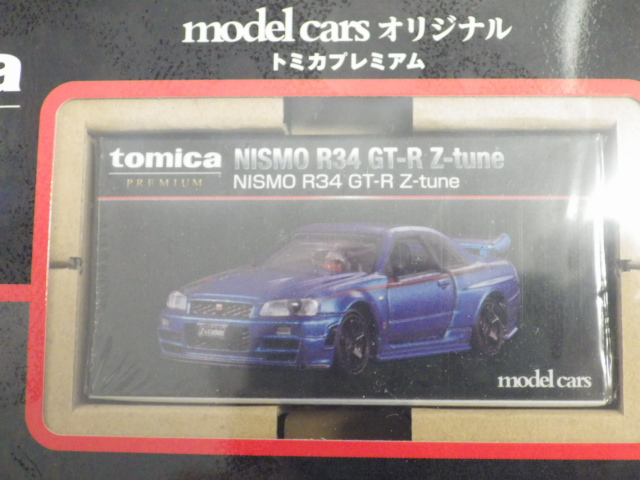 model cars オリジナル
トミカプレミアム
a
tomica
PREMIUM
NISMO R34 GT-R Z-tune
NISMO R34 GT-R Z-tune
model cars